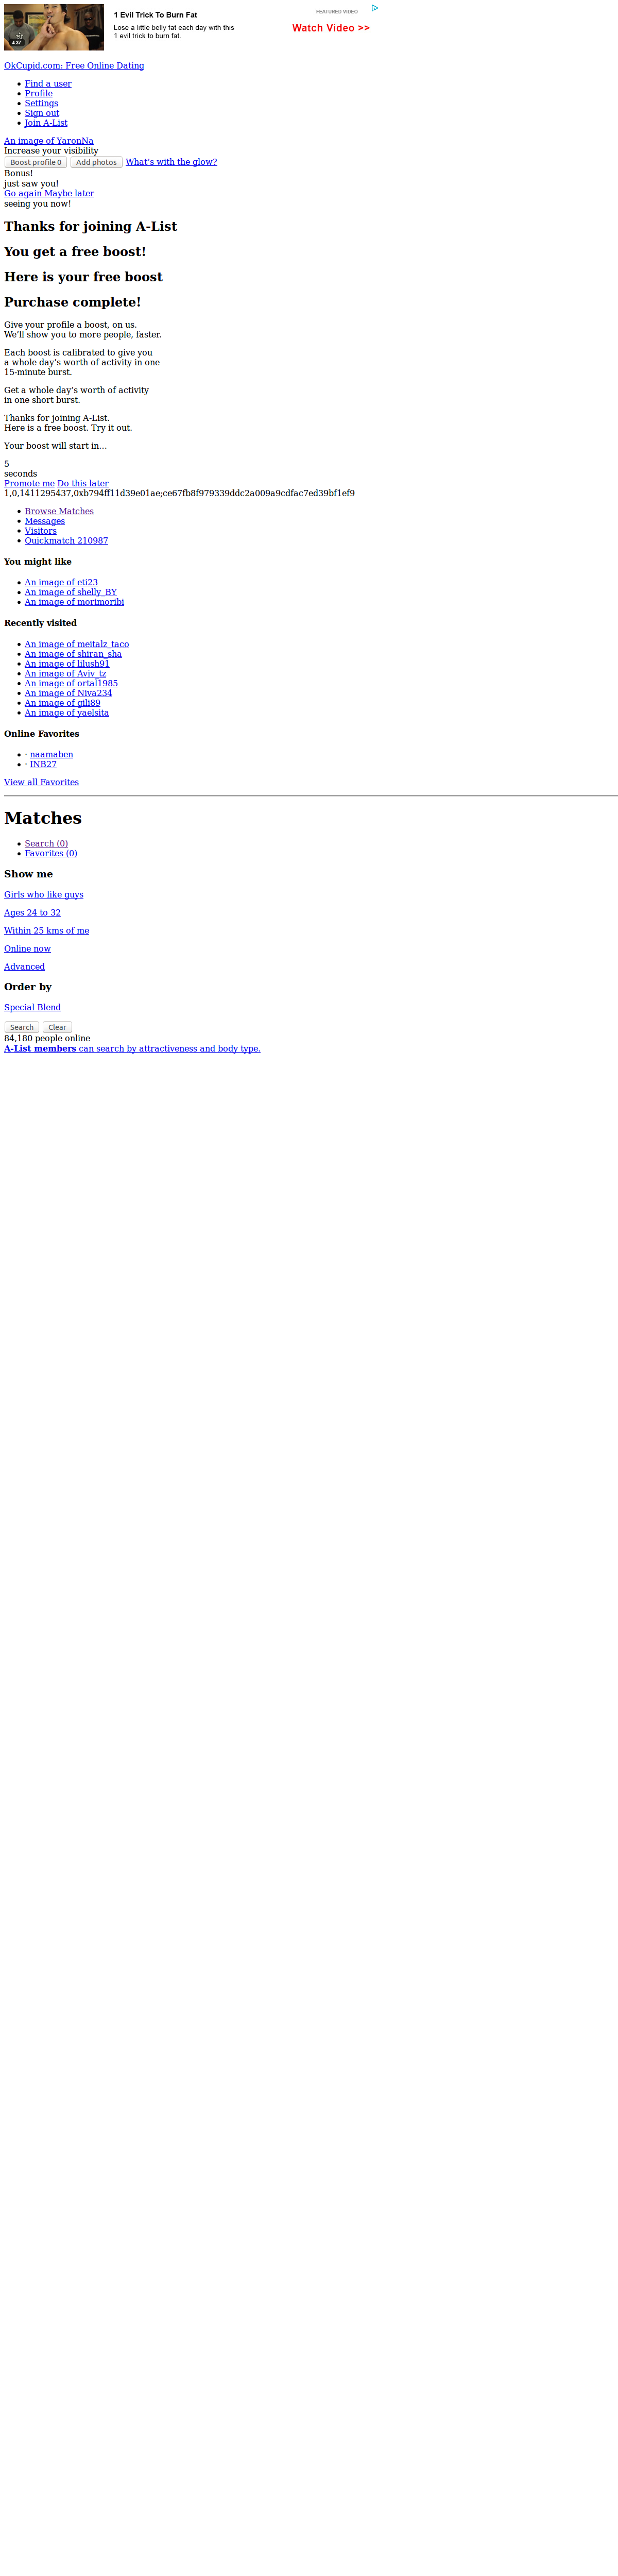 1 Evil Trick To Burn Fat
Lose a little belly fat each day with this
1 evil trick to burn fat.
FEATURED VIDEO
Watch Video >>
4:37
OkCupid.com: Free Online Dating
Find a user
Profile
Settings
Sign out
Join A-List
An image of YaronNa
Increase your visibility
Boost profile 0 Add photos What's with the glow?
Bonus!
just saw you!
Go again Maybe later
seeing you now!
Thanks for joining A-List
You get a free boost!
Here is your free boost
Purchase complete!
Give your profile a boost, on us.
We'll show you to more people, faster.
Each boost is calibrated to give you
a whole day's worth of activity in one
15-minute burst.
Get a whole day's worth of activity
in one short burst.
Thanks for joining A-List.
Here is a free boost. Try it out.
Your boost will start in...
5
seconds
Promote me Do this later
1,0,1411295437,0xb794ff11d39e01ae;ce67fb8f979339ddc2a009a9cdfac7ed39bf1ef9
Browse Matches
Messages
Visitors
Quickmatch 210987
You might like
An image of eti23
An image of shelly_BY
An image of morimoribi
Recently visited
An image of meitalz_taco
An image of shiran_sha
An image of lilush91
An image of Aviv_tz
An image of ortal1985
An image of Niva234
An image of gili89
An image of yaelsita
Online Favorites
· naamaben
· INB27
View all Favorites
Matches
Search (0)
Favorites (0)
Show me
Girls who like guys
Ages 24 to 32
Within 25 kms of me
Online now
Advanced
Order by
Special Blend
Search Clear
84,180 people online
A-List members can search by attractiveness and body type.